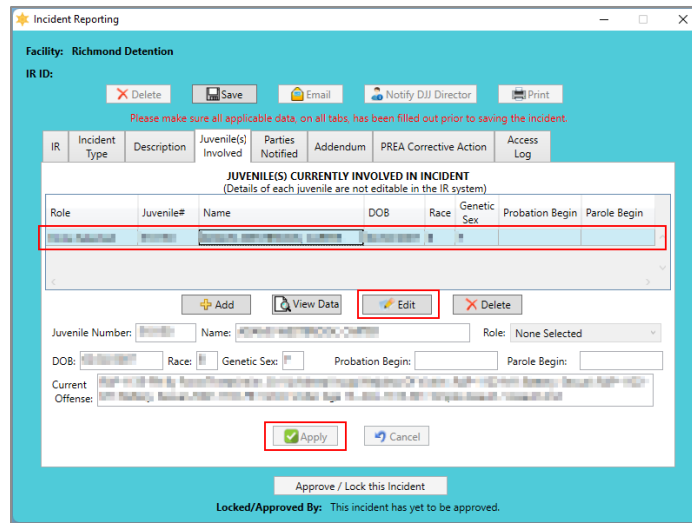 Incident Reporting
Facility: Richmond Detention
IR ID:
Delete Save Email Notify DJJ Director Print
Please make sure all applicable data, on all tabs, has been filled out prior to saving the incident.
IR Incident Type Description Juvenile(s) Involved Parties Notified Addendum PREA Corrective Action Access Log
JUVENILE(S) CURRENTLY INVOLVED IN INCIDENT
(Details of each juvenile are not editable in the IR system)
Role Juvenile# Name DOB Race Genetic Sex Probation Begin Parole Begin
Add View Data Edit Delete
Juvenile Number: Name: Role: None Selected
DOB: Race: Genetic Sex: Probation Begin: Parole Begin:
Current Offense:
Apply Cancel
Approve / Lock this Incident
Locked/Approved By: This incident has yet to be approved.